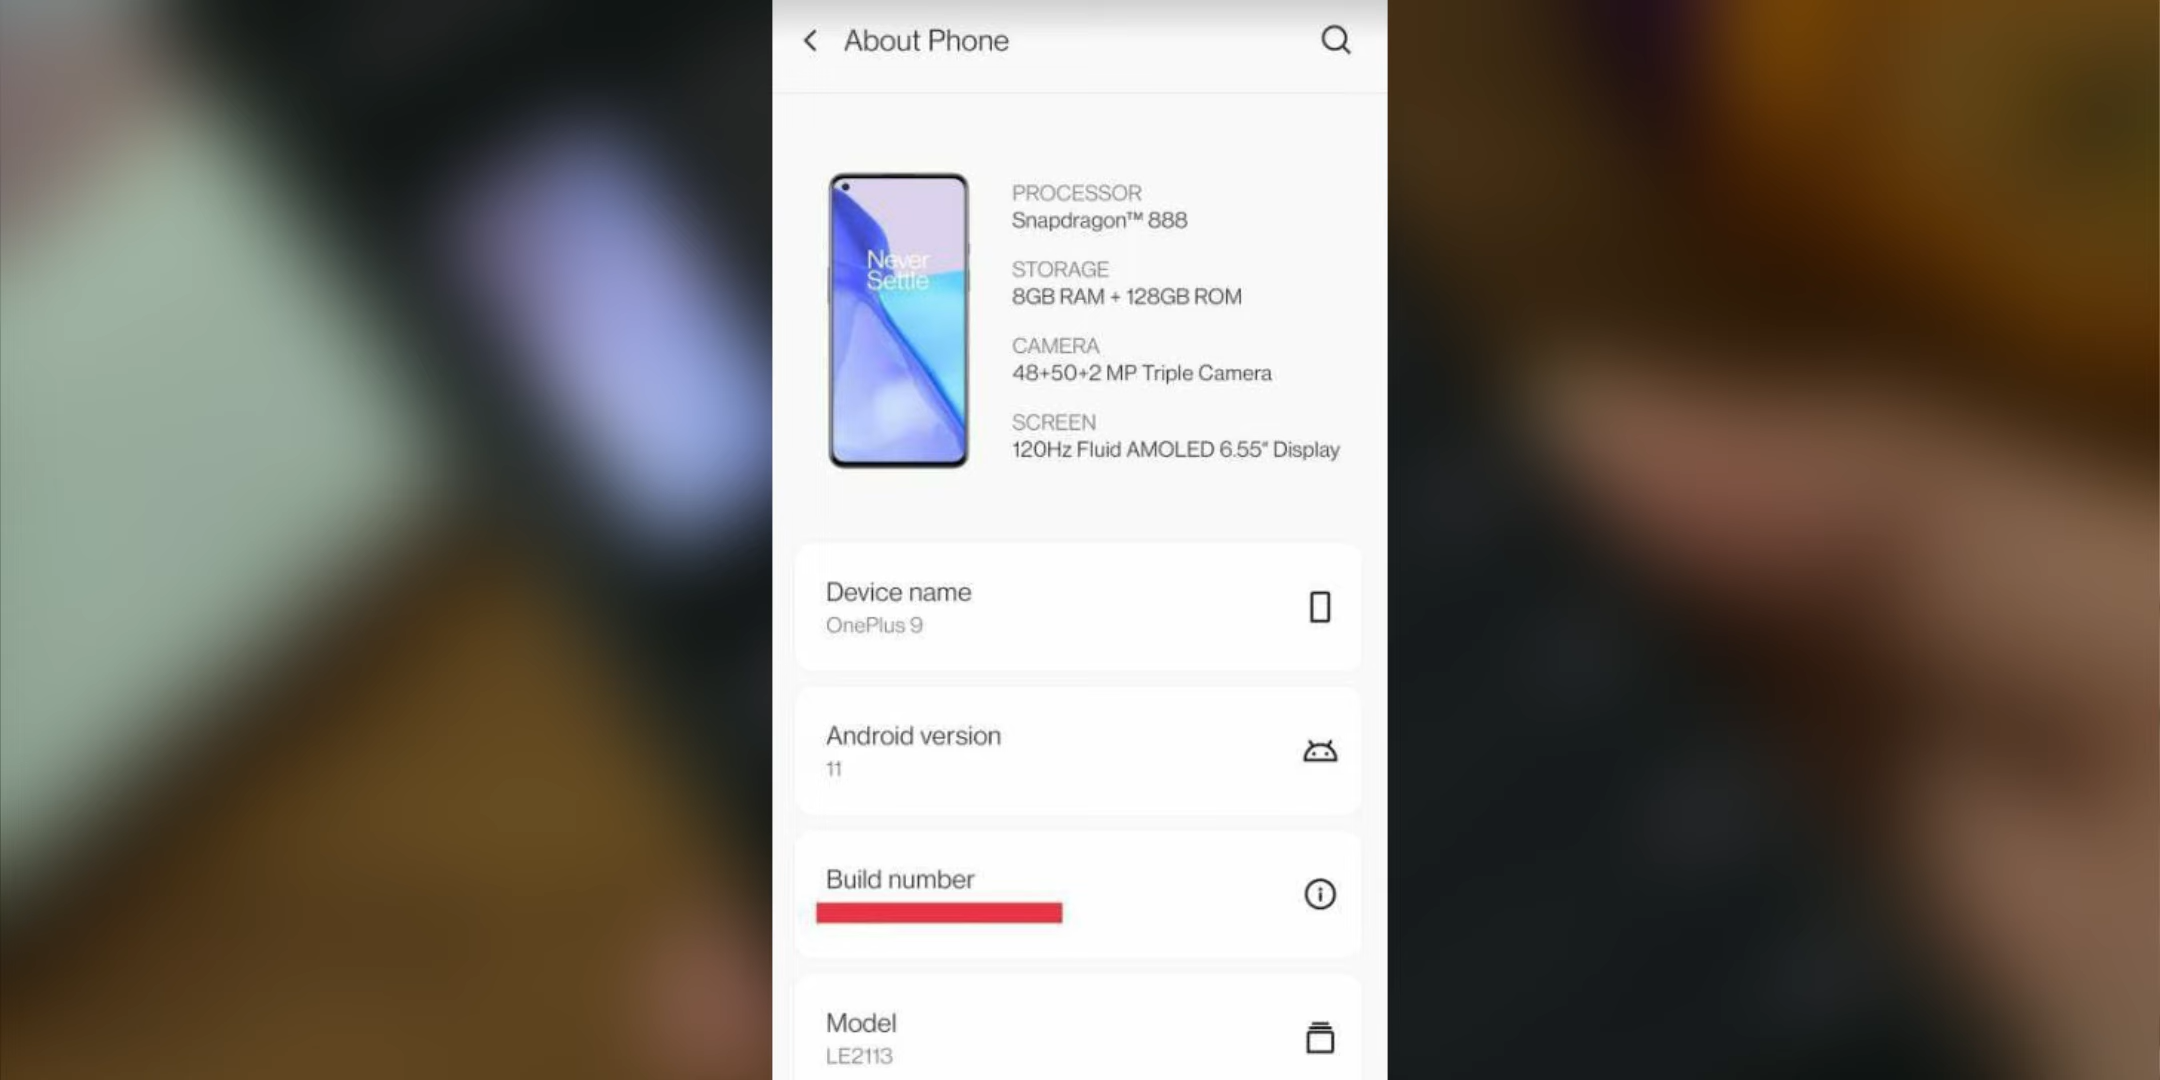 About Phone
Never
Settle
PROCESSOR
Snapdragon™ 888
STORAGE
8GB RAM + 128GB ROM
CAMERA
48+50+2 MP Triple Camera
SCREEN
120Hz Fluid AMOLED 6.55" Display
Device name
OnePlus 9
Android version
11
Build number
Model
LE2113